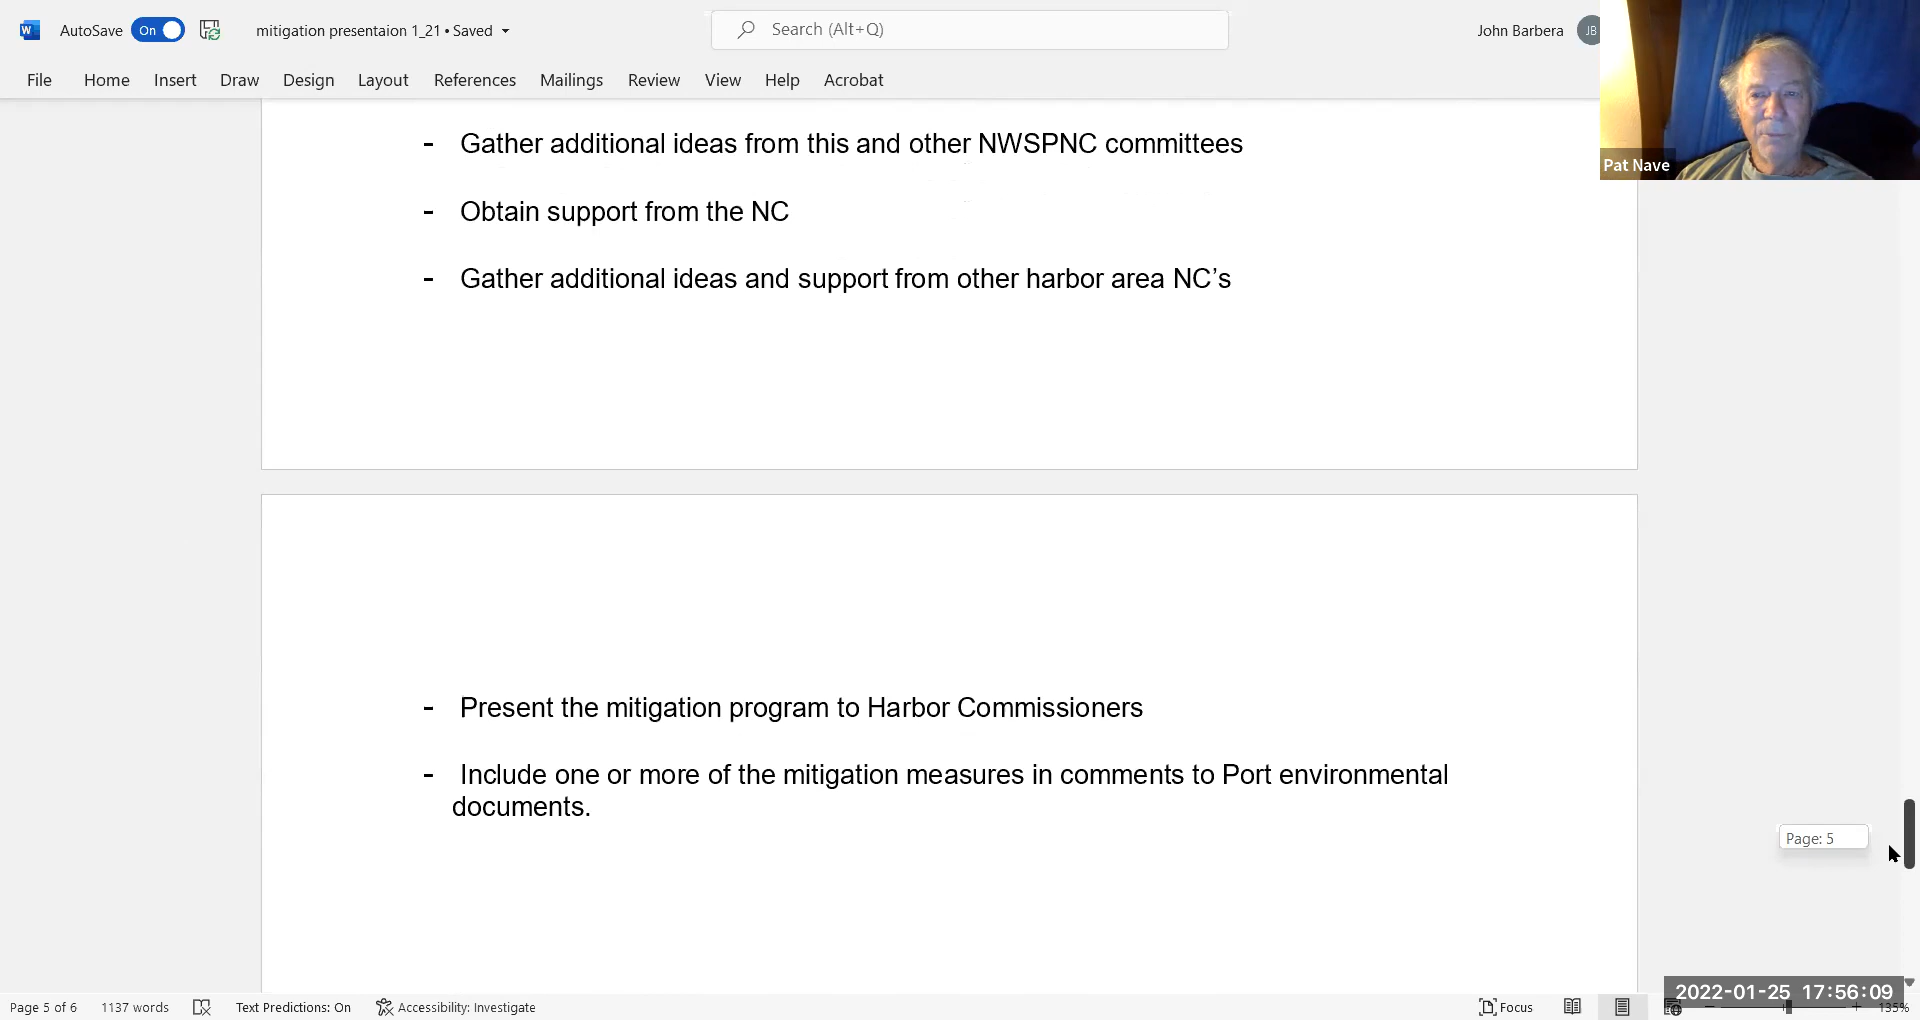 AutoSave On mitigation presentaion 1_21 • Saved Search (Alt+Q) John Barbera JB
File Home Insert Draw Design Layout References Mailings Review View Help Acrobat
Pat Nave
- Gather additional ideas from this and other NWSPNC committees
- Obtain support from the NC
- Gather additional ideas and support from other harbor area NC’s
- Present the mitigation program to Harbor Commissioners
- Include one or more of the mitigation measures in comments to Port environmental
documents.
Page: 5
2022-01-25 17:56:09
Page 5 of 6 1137 words Text Predictions: On Accessibility: Investigate Focus 135%